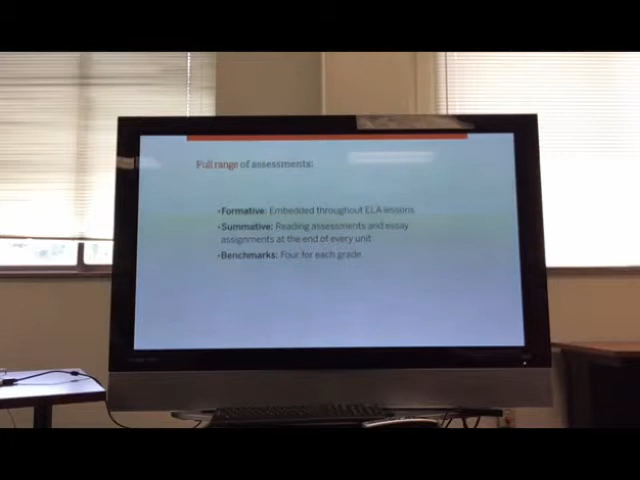 Full range of assessments:
•Formative: Embedded throughout ELA lessons
•Summative: Reading assessments and essay
assignments at the end of every unit
•Benchmarks: Four for each grade.